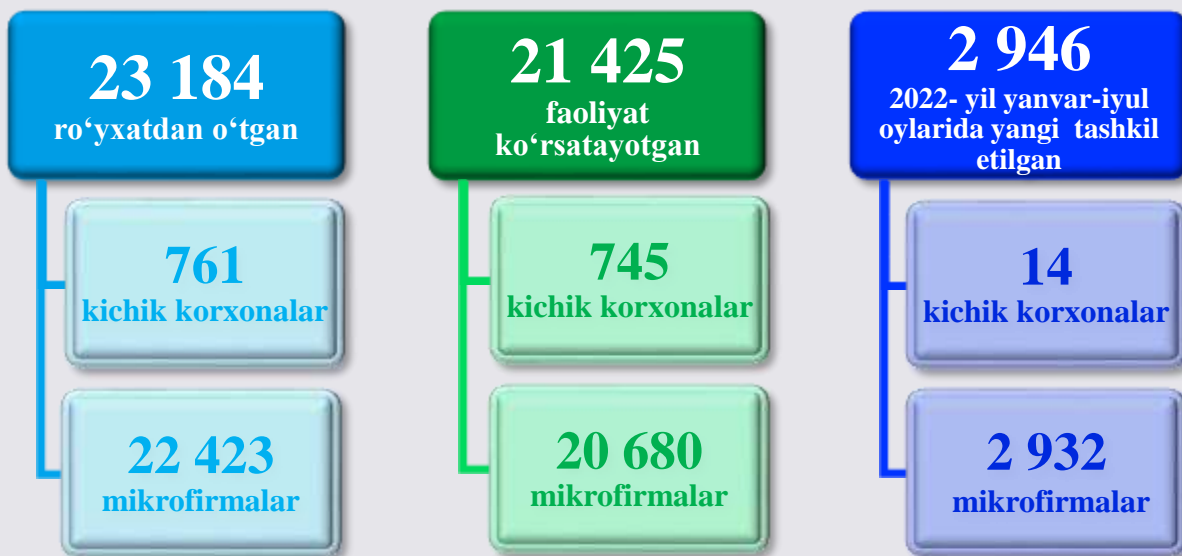 23 184
ro‘yxatdan o‘tgan
761
kichik korxonalar
22 423
mikrofirmalar
21 425
faoliyat
ko‘rsatayotgan
745
kichik korxonalar
20 680
mikrofirmalar
2 946
2022- yil yanvar-iyul
oylarida yangi tashkil
etilgan
14
kichik korxonalar
2 932
mikrofirmalar